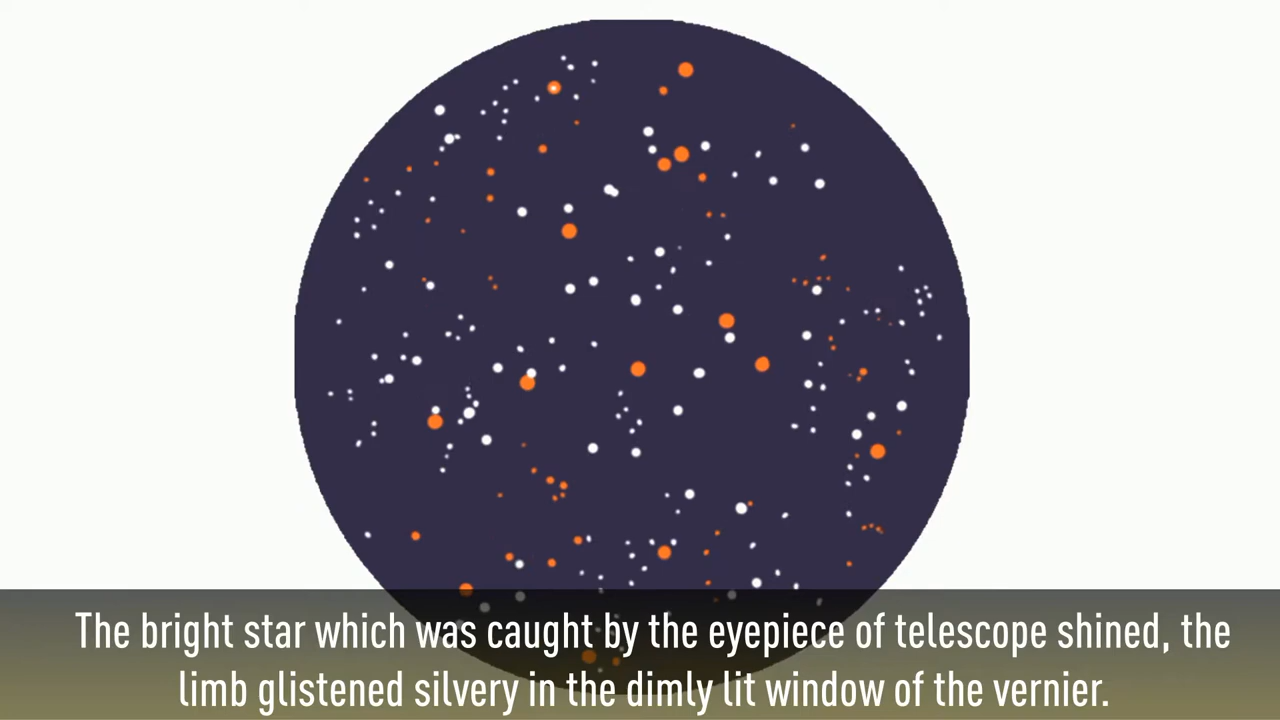 The bright star which was caught by the eyepiece of telescope shined, the
limb glistened silvery in the dimly lit window of the vernier.